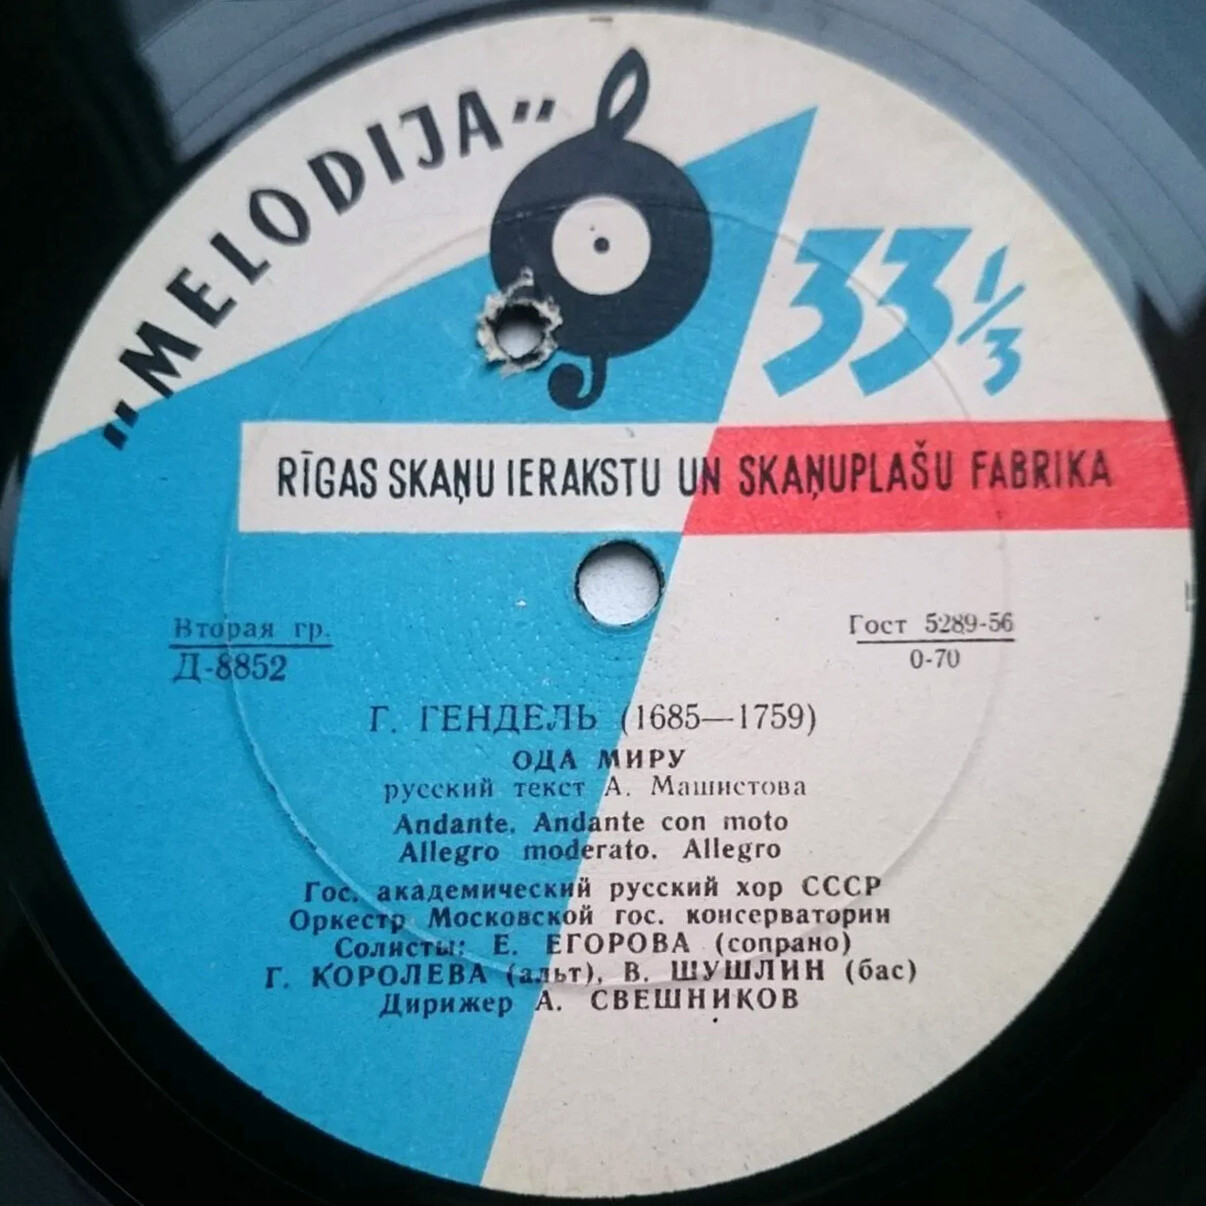 "MELODIJA"
33 1/3
RĪGAS SKAŅU IERAKSTU UN SKAŅUPLAŠU FABRIKA
Вторая гр.
Д-8852
Гост 5289-56
0-70
Г. ГЕНДЕЛЬ (1685—1759)
ОДА МИРУ
русский текст А. Машистова
Andante. Andante con moto
Allegro moderato. Allegro
Гос. академический русский хор СССР
Оркестр Московской гос. консерватории
Солисты: Е. ЕГОРОВА (сопрано)
Г. КОРОЛЕВА (альт), В. ШУШЛИН (бас)
Дирижер А. СВЕШНИКОВ